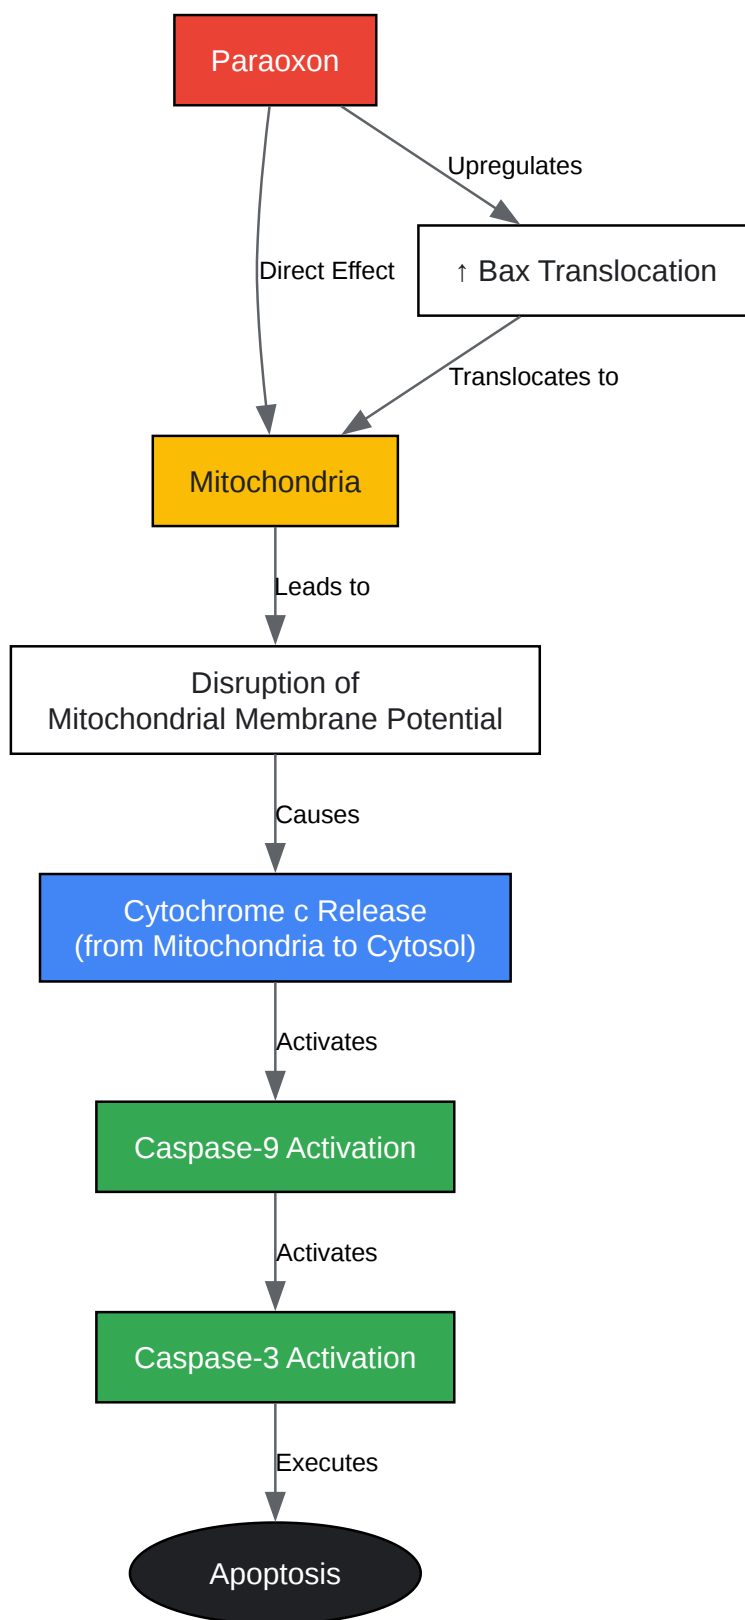 Paraoxon
Upregulates
Direct Effect
↑ Bax Translocation
Translocates to
Mitochondria
Leads to
Disruption of
Mitochondrial Membrane Potential
Causes
Cytochrome c Release
(from Mitochondria to Cytosol)
Activates
Caspase-9 Activation
Activates
Caspase-3 Activation
Executes
Apoptosis